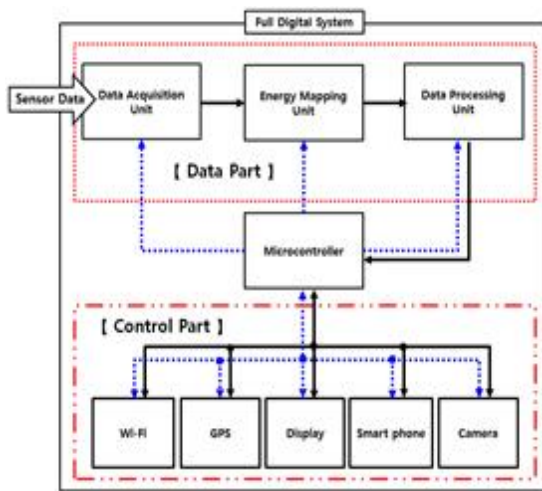 Full Digital System
Sensor Data
Data Acquisition
Unit
Energy Mapping
Unit
Data Processing
Unit
[ Data Part ]
Microcontroller
[ Control Part ]
Wi-Fi
GPS
Display
Smart phone
Camera